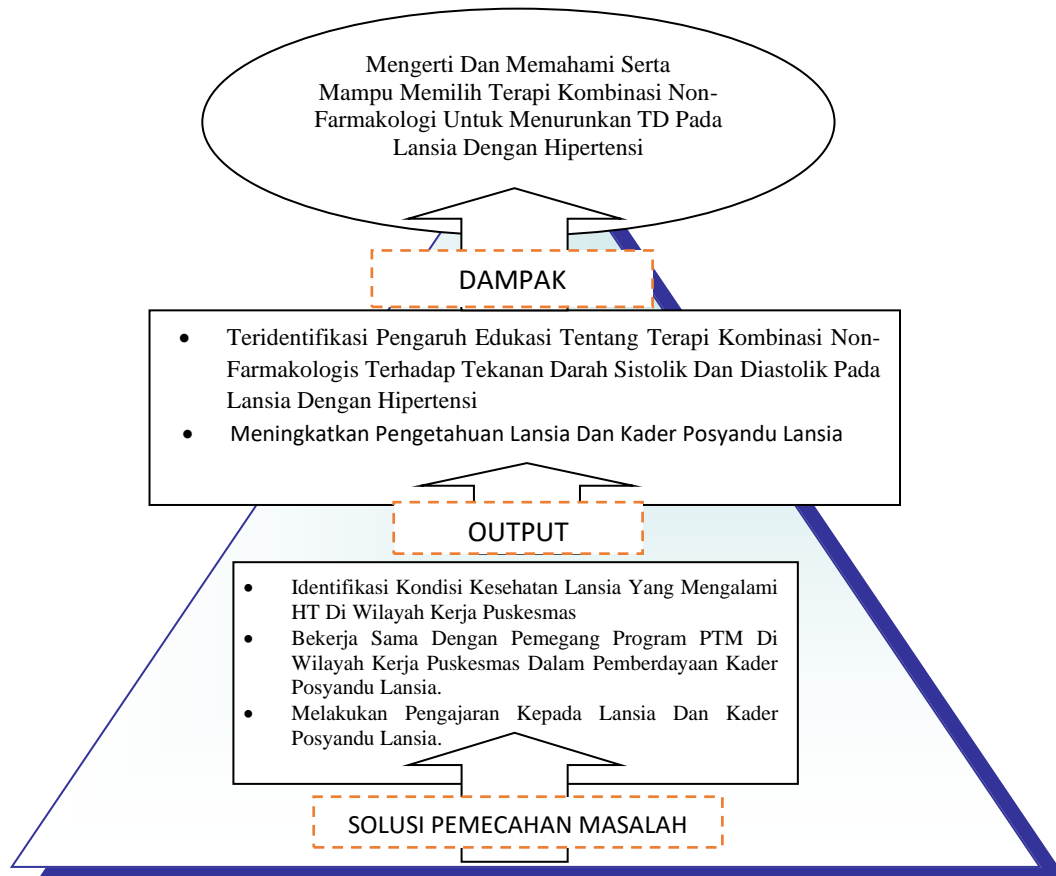 Mengerti Dan Memahami Serta
Mampu Memilih Terapi Kombinasi Non-
Farmakologi Untuk Menurunkan TD Pada
Lansia Dengan Hipertensi
DAMPAK
• Teridentifikasi Pengaruh Edukasi Tentang Terapi Kombinasi Non-
Farmakologis Terhadap Tekanan Darah Sistolik Dan Diastolik Pada
Lansia Dengan Hipertensi
• Meningkatkan Pengetahuan Lansia Dan Kader Posyandu Lansia
OUTPUT
• Identifikasi Kondisi Kesehatan Lansia Yang Mengalami
HT Di Wilayah Kerja Puskesmas
• Bekerja Sama Dengan Pemegang Program PTM Di
Wilayah Kerja Puskesmas Dalam Pemberdayaan Kader
Posyandu Lansia.
• Melakukan Pengajaran Kepada Lansia Dan Kader
Posyandu Lansia.
SOLUSI PEMECAHAN MASALAH